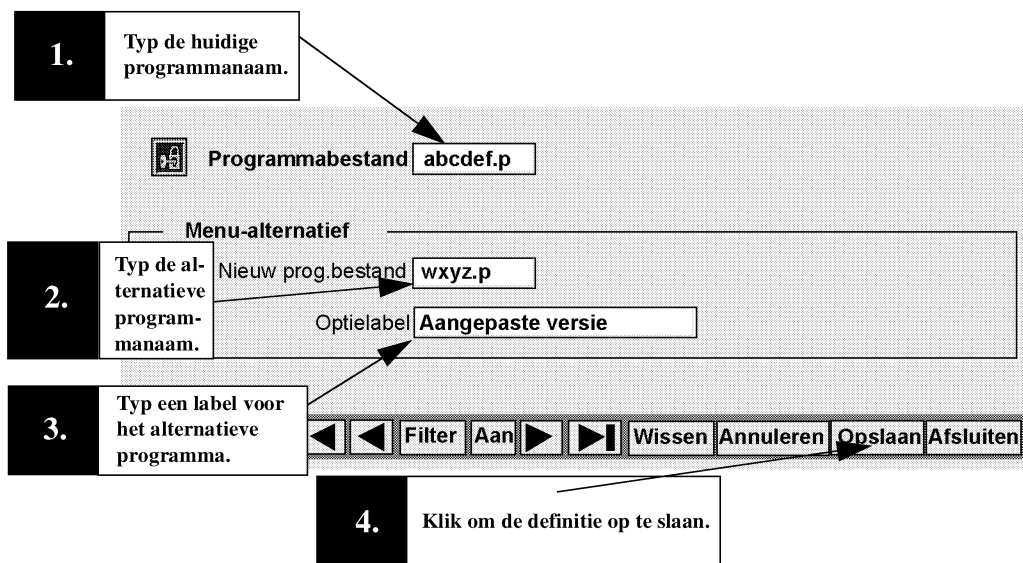 1.
Typ de huidige
programmanaam.
Programmabestand abcdef.p
Menu-alternatief
2.
Typ de al-
ternatieve
program-
manaam.
Nieuw prog.bestand wxyz.p
Optielabel Aangepaste versie
3.
Typ een label voor
het alternatieve
programma.
Filter Aan Wissen Annuleren Opslaan Afsluiten
4.
Klik om de definitie op te slaan.